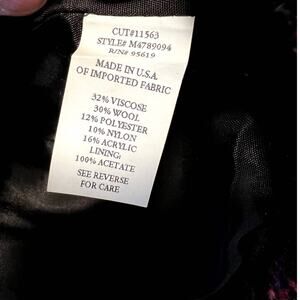 CUT#11563
STYLE# M4789094
R/N# 95619
MADE IN U.S.A.
OF IMPORTED FABRIC
32% VISCOSE
30% WOOL
12% POLYESTER
10% NYLON
16% ACRYLIC
LINING:
100% ACETATE
SEE REVERSE
FOR CARE